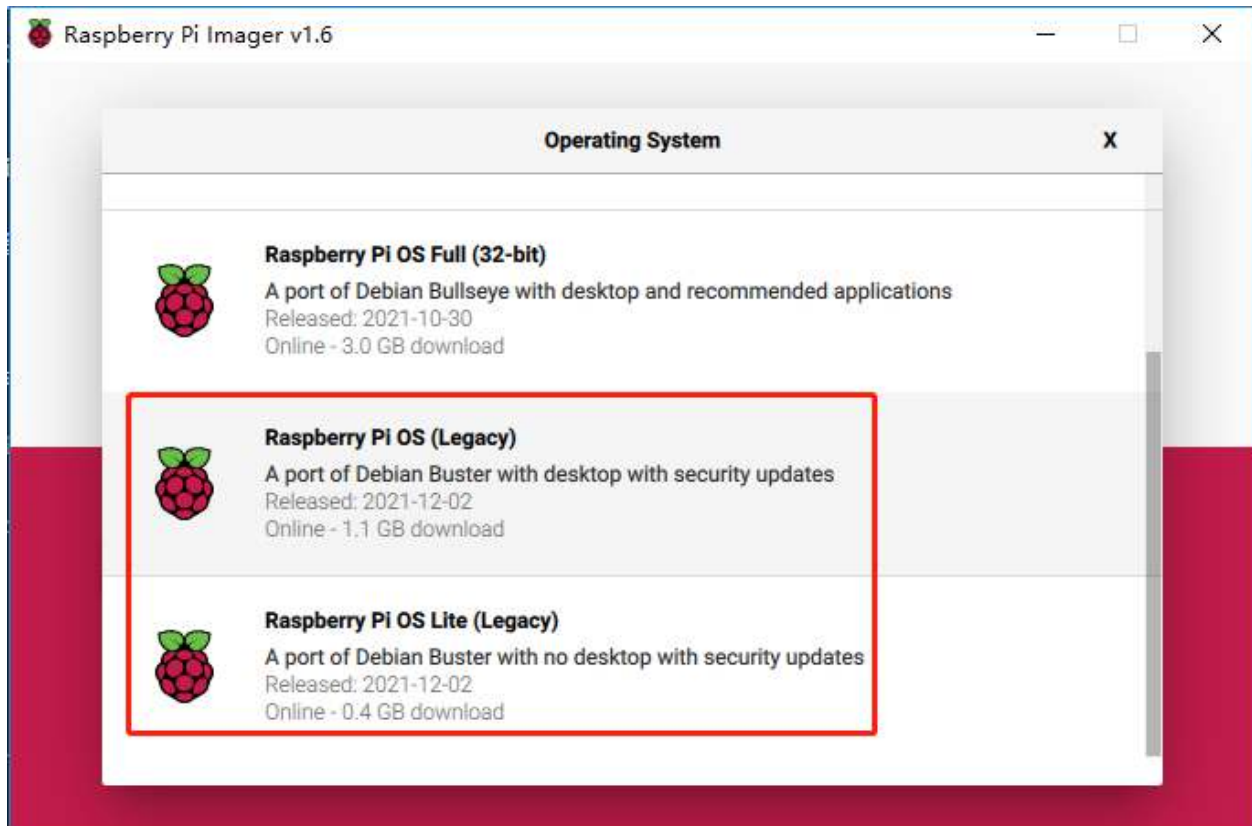 Raspberry Pi Imager v1.6
Operating System
X
Raspberry Pi OS Full (32-bit)
A port of Debian Bullseye with desktop and recommended applications
Released: 2021-10-30
Online - 3.0 GB download
Raspberry Pi OS (Legacy)
A port of Debian Buster with desktop with security updates
Released: 2021-12-02
Online - 1.1 GB download
Raspberry Pi OS Lite (Legacy)
A port of Debian Buster with no desktop with security updates
Released: 2021-12-02
Online - 0.4 GB download